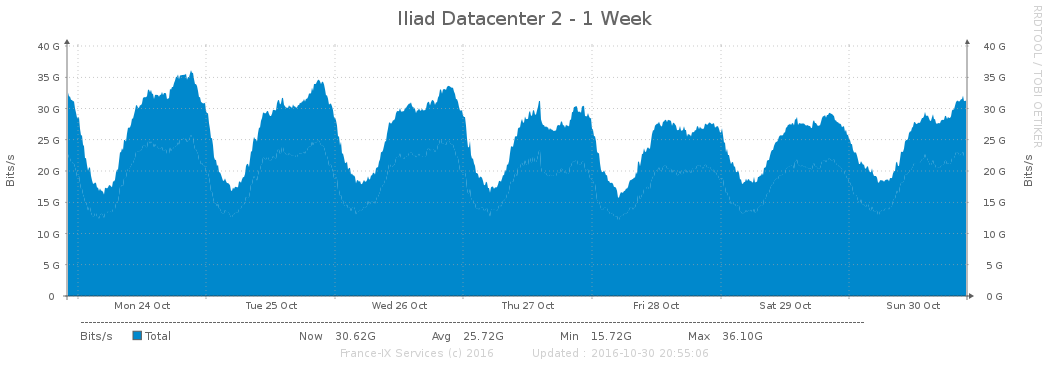 Iliad Datacenter 2 - 1 Week
RRDTOOL / TOBI OETIKER
40 G 40 G
35 G 35 G
30 G 30 G
25 G 25 G
20 G 20 G
15 G 15 G
10 G 10 G
5 G 5 G
0 0 G
Bits/s
Bits/s
Mon 24 Oct Tue 25 Oct Wed 26 Oct Thu 27 Oct Fri 28 Oct Sat 29 Oct Sun 30 Oct
Bits/s Total Now 30.62G Avg 25.72G Min 15.72G Max 36.10G
France-IX Services (c) 2016 Updated : 2016-10-30 20:55:06